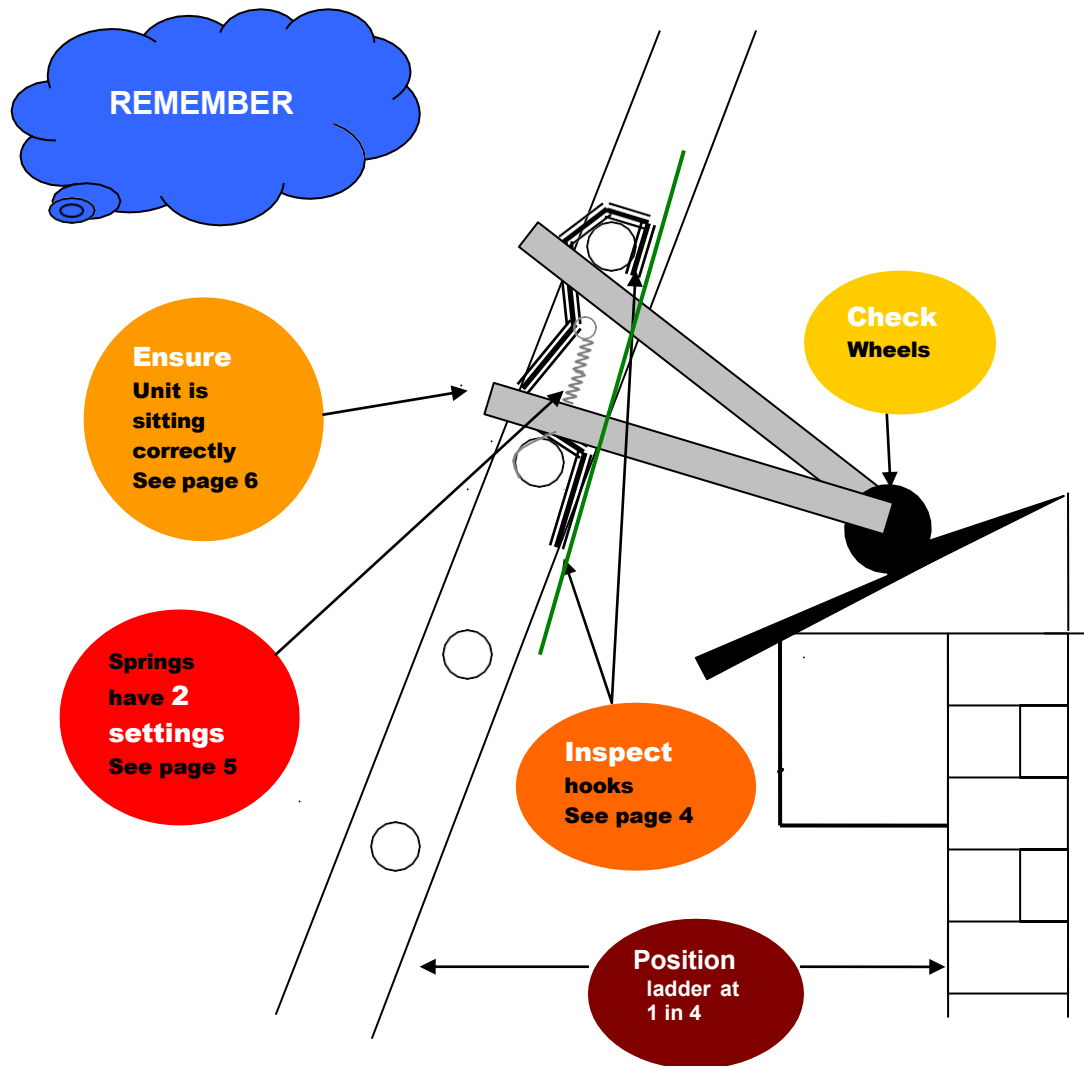 REMEMBER
Check
Wheels
Ensure
Unit is
sitting
correctly
See page 6
Springs
have 2
settings
See page 5
Inspect
hooks
See page 4
Position
ladder at
1 in 4